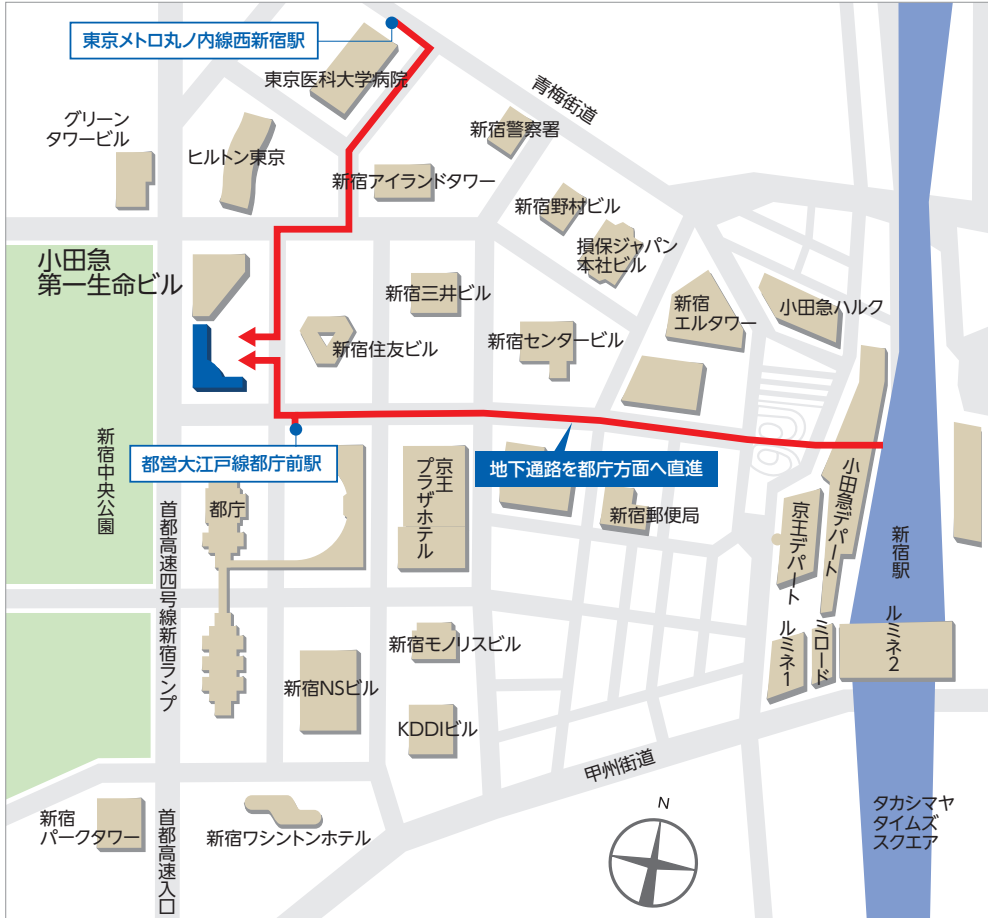 東京メトロ丸ノ内線西新宿駅
東京医科大学病院
青梅街道
グリーン
タワービル
ヒルトン東京
新宿警察署
新宿アイランドタワー
新宿野村ビル
損保ジャパン
本社ビル
小田急
第一生命ビル
新宿三井ビル
新宿
エルタワー
小田急ハルク
新宿住友ビル
新宿センタービル
新宿中央公園
都営大江戸線都庁前駅
地下通路を都庁方面へ直進
京王
プラザホテル
小田急デパート
京王デパート
新宿駅
都庁
新宿郵便局
首都高速四号線新宿ランプ
新宿モノリスビル
ルミネ1
ミロード
ルミネ2
新宿NSビル
KDDIビル
甲州街道
新宿
パークタワー
首都高速入口
新宿ワシントンホテル
N
タカシマヤ
タイムズ
スクエア